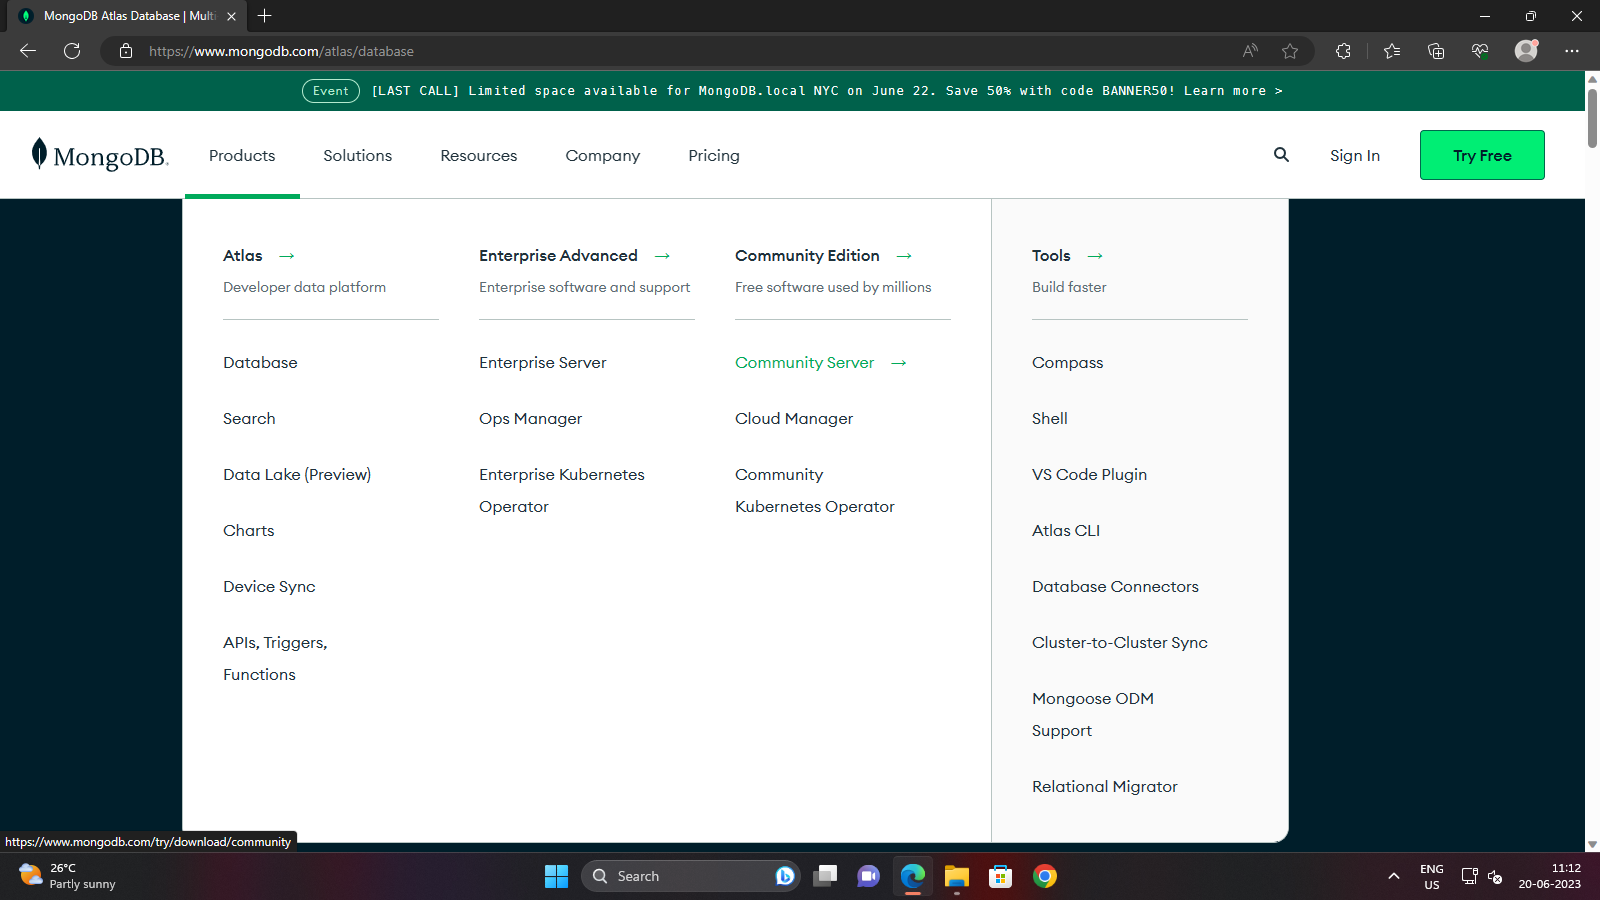 MongoDB Atlas Database | Multi
https://www.mongodb.com/atlas/database
Event [LAST CALL] Limited space available for MongoDB.local NYC on June 22. Save 50% with code BANNER50! Learn more >
MongoDB. Products Solutions Resources Company Pricing Sign In Try Free
Atlas →
Developer data platform
Database
Search
Data Lake (Preview)
Charts
Device Sync
APIs, Triggers,
Functions
Enterprise Advanced →
Enterprise software and support
Enterprise Server
Ops Manager
Enterprise Kubernetes
Operator
Community Edition →
Free software used by millions
Community Server →
Cloud Manager
Community
Kubernetes Operator
Tools →
Build faster
Compass
Shell
VS Code Plugin
Atlas CLI
Database Connectors
Cluster-to-Cluster Sync
Mongoose ODM
Support
Relational Migrator
https://www.mongodb.com/try/download/community
26°C
Partly sunny
Search
ENG
US
11:12
20-06-2023